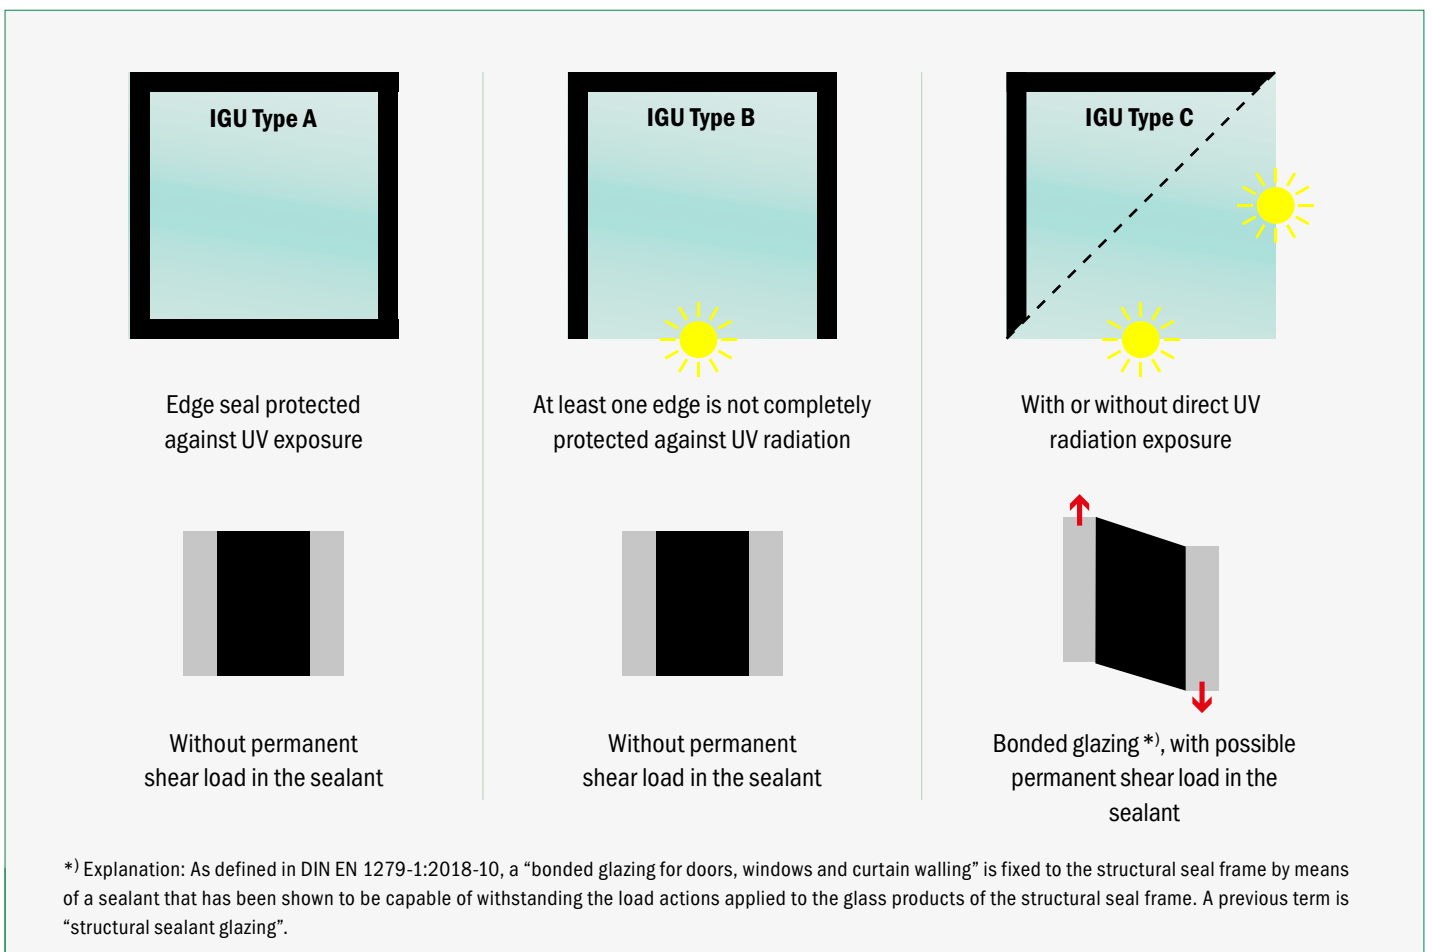 IGU Type A
IGU Type B
IGU Type C
Edge seal protected
against UV exposure
At least one edge is not completely
protected against UV radiation
With or without direct UV
radiation exposure
Without permanent
shear load in the sealant
Without permanent
shear load in the sealant
Bonded glazing *), with possible
permanent shear load in the
sealant
*) Explanation: As defined in DIN EN 1279-1:2018-10, a “bonded glazing for doors, windows and curtain walling” is fixed to the structural seal frame by means
of a sealant that has been shown to be capable of withstanding the load actions applied to the glass products of the structural seal frame. A previous term is
“structural sealant glazing”.